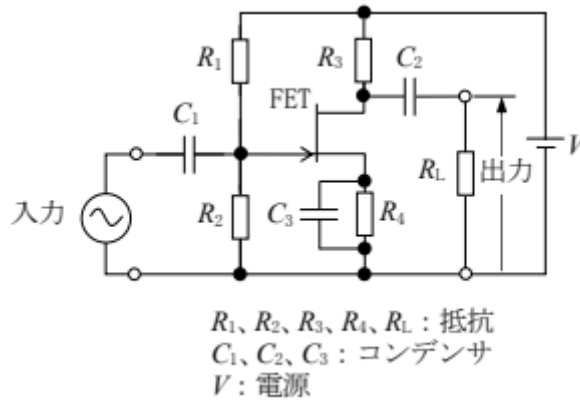 R1
R3
C2
FET
C1
V
RL
出力
入力
R2
C3
R4
R1、R2、R3、R4、RL：抵抗
C1、C2、C3：コンデンサ
V：電源